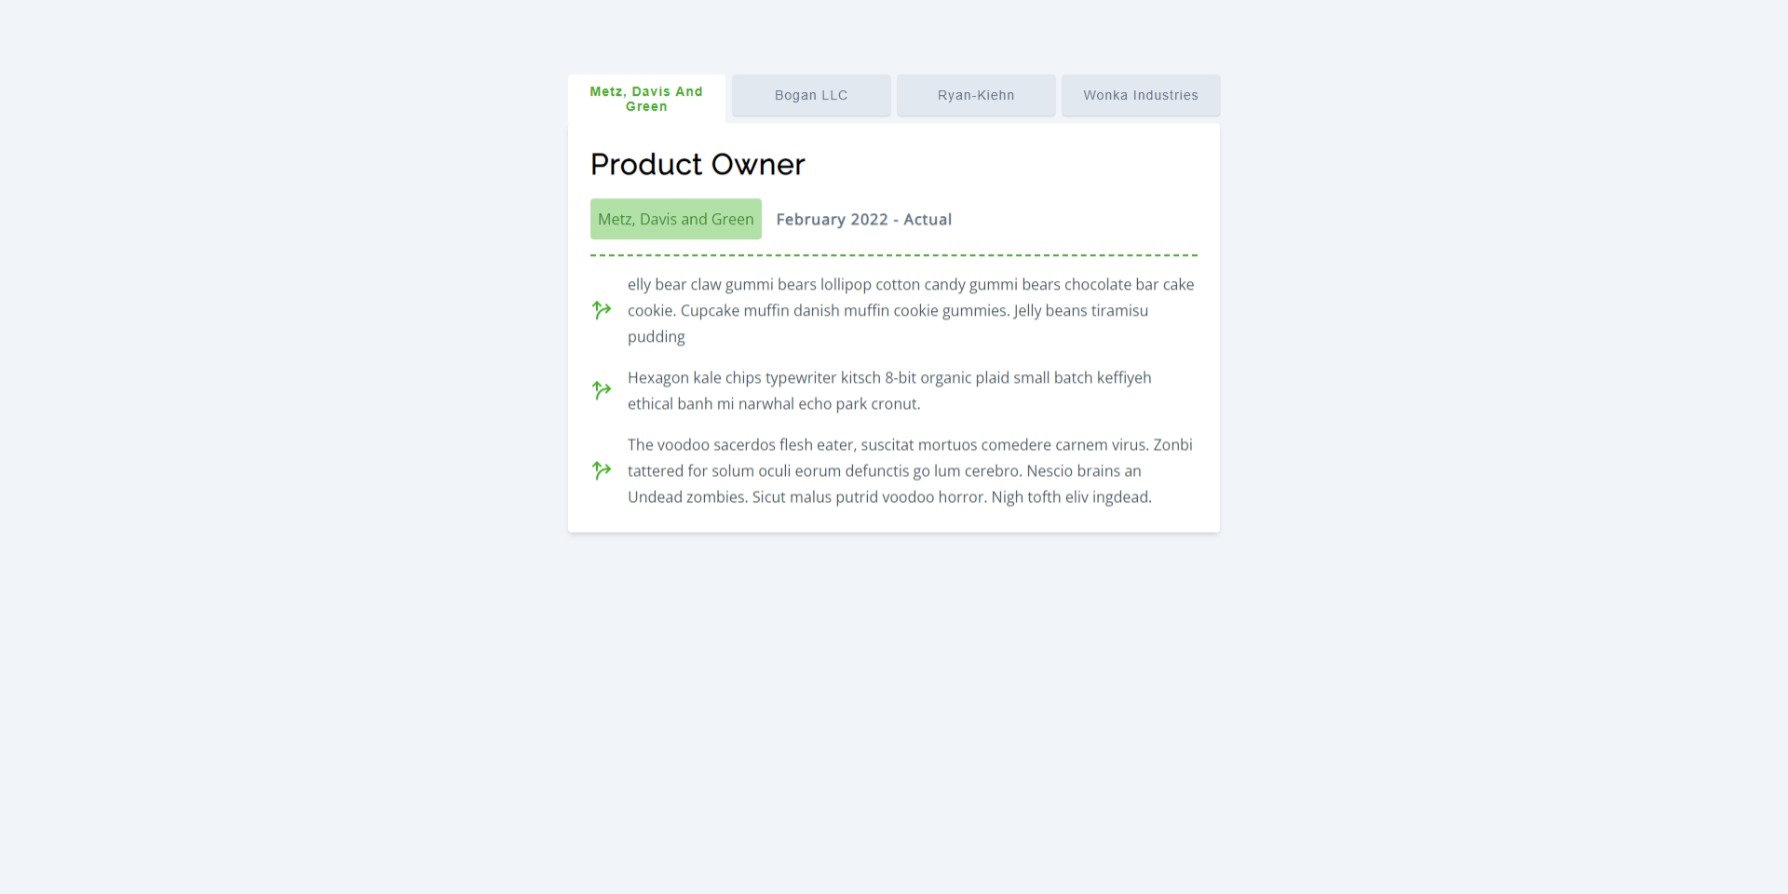 Metz, Davis And
Green
Bogan LLC
Ryan-Kiehn
Wonka Industries
Product Owner
Metz, Davis and Green
February 2022 - Actual
elly bear claw gummi bears lollipop cotton candy gummi bears chocolate bar cake
cookie. Cupcake muffin danish muffin cookie gummies. Jelly beans tiramisu
pudding
Hexagon kale chips typewriter kitsch 8-bit organic plaid small batch keffiyeh
ethical banh mi narwhal echo park cronut.
The voodoo sacerdos flesh eater, suscitat mortuos comedere carnem virus. Zonbi
tattered for solum oculi eorum defunctis go lum cerebro. Nescio brains an
Undead zombies. Sicut malus putrid voodoo horror. Nigh tofth eliv ingdead.